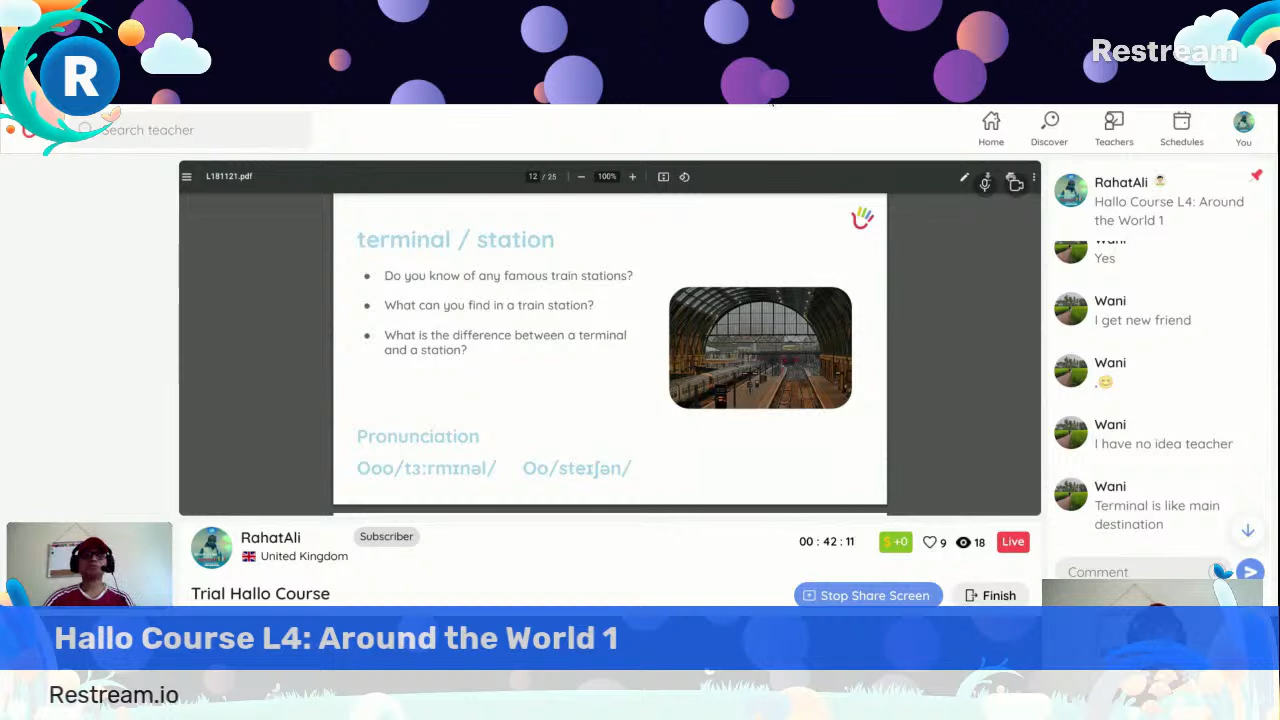 R
Restream
Search teacher
Home
Discover
Teachers
Schedules
You
L181121.pdf
12 / 25
100%
terminal / station
Do you know of any famous train stations?
What can you find in a train station?
What is the difference between a terminal
and a station?
Pronunciation
Ooo/tɜːrmɪnəl/ Oo/steɪʃən/
RahatAli
Hallo Course L4: Around
the World 1
Wani
Yes
Wani
I get new friend
Wani
.
Wani
I have no idea teacher
Wani
Terminal is like main
destination
Comment
RahatAli
Subscriber
United Kingdom
00 : 42 : 11
$ +0
9
18
Live
Trial Hallo Course
Stop Share Screen
Finish
Hallo Course L4: Around the World 1
Restream.io